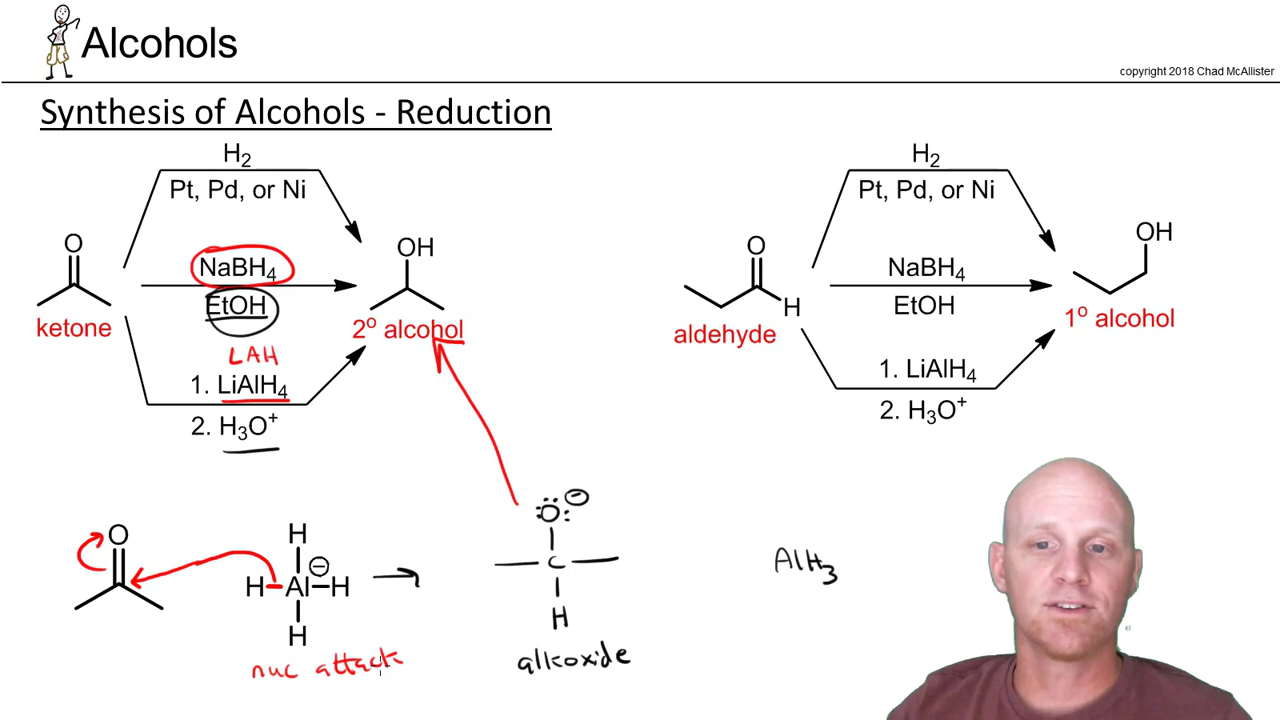 Alcohols
copyright 2018 Chad McAllister
Synthesis of Alcohols - Reduction
H₂
Pt, Pd, or Ni
O
ketone
NaBH₄
EtOH
OH
2º alcohol
LAH
1. LiAlH₄
2. H₃O⁺
H₂
Pt, Pd, or Ni
O
H
aldehyde
NaBH₄
EtOH
OH
1º alcohol
1. LiAlH₄
2. H₃O⁺
O
H
H-Al-H
⊖
H
nuc attack
→
:Ö: ⊖
C
H
alkoxide
AlH₃